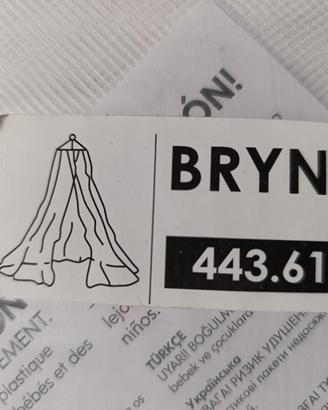 ÓN!
BRYN
443.61
EMENT.
plastique
bébés et des
lejo
niños.
TÜRKÇE
UYARI! BOĞULM
bebek ve çocuklara
Українська
ВАГА! РИЗИК УДУШЕН